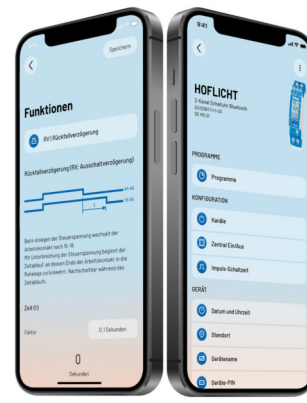 Speichern
Funktionen
RV | Rückfallverzögerung
Rückfallverzögerung (RV: Ausschaltverzögerung)
A1-A2
15-18
t
Beim Anlegen der Steuerspannung wechselt der
Arbeitskontakt nach 15-18.
Mit Unterbrechung der Steuerspannung beginnt der
Zeitablauf, an dessen Ende der Arbeitskontakt in die
Ruhelage zurückkehrt. Nachschaltbar während des
Zeitablaufs.
Zeit (t)
Faktor
0.1 Sekunden
0
Sekunden
9:41
HOFLICHT
2-Kanal Schaltuhr Bluetooth
PROGRAMME
Programme
KONFIGURATION
Kanäle
Zentral Ein/Aus
Impuls-Schaltzeit
GERÄT
Datum und Uhrzeit
Standort
Gerätename
Geräte-PIN